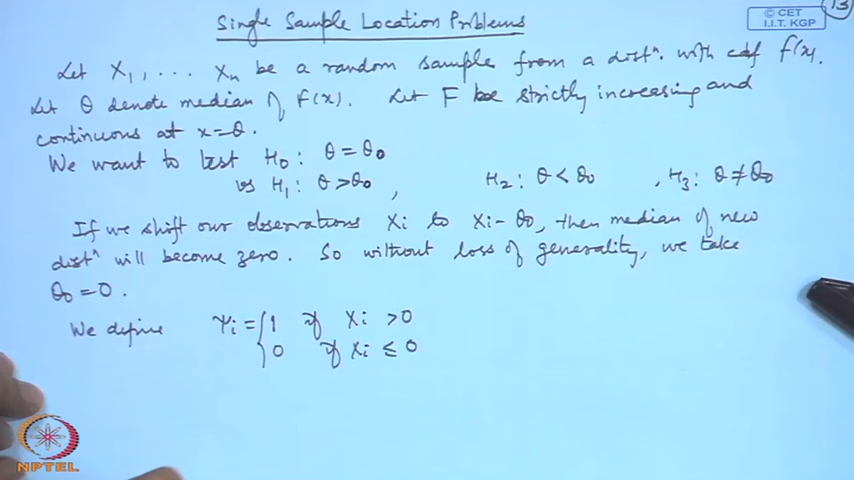 Single Sample Location Problems
© CET
I.I.T. KGP
13
Let X1, ... Xn be a random sample from a distn. with cdf F(x).
Let θ denote median of F(x). Let F be strictly increasing and
continuous at x=θ.
We want to test H0: θ = θ0
vs H1: θ > θ0 , H2: θ < θ0 , H3: θ ≠ θ0
If we shift our observations Xi to Xi - θ0, then median of new
distn will become zero. So without loss of generality, we take
θ0 = 0.
We define Ψi = { 1 if Xi > 0
0 if Xi ≤ 0
NPTEL